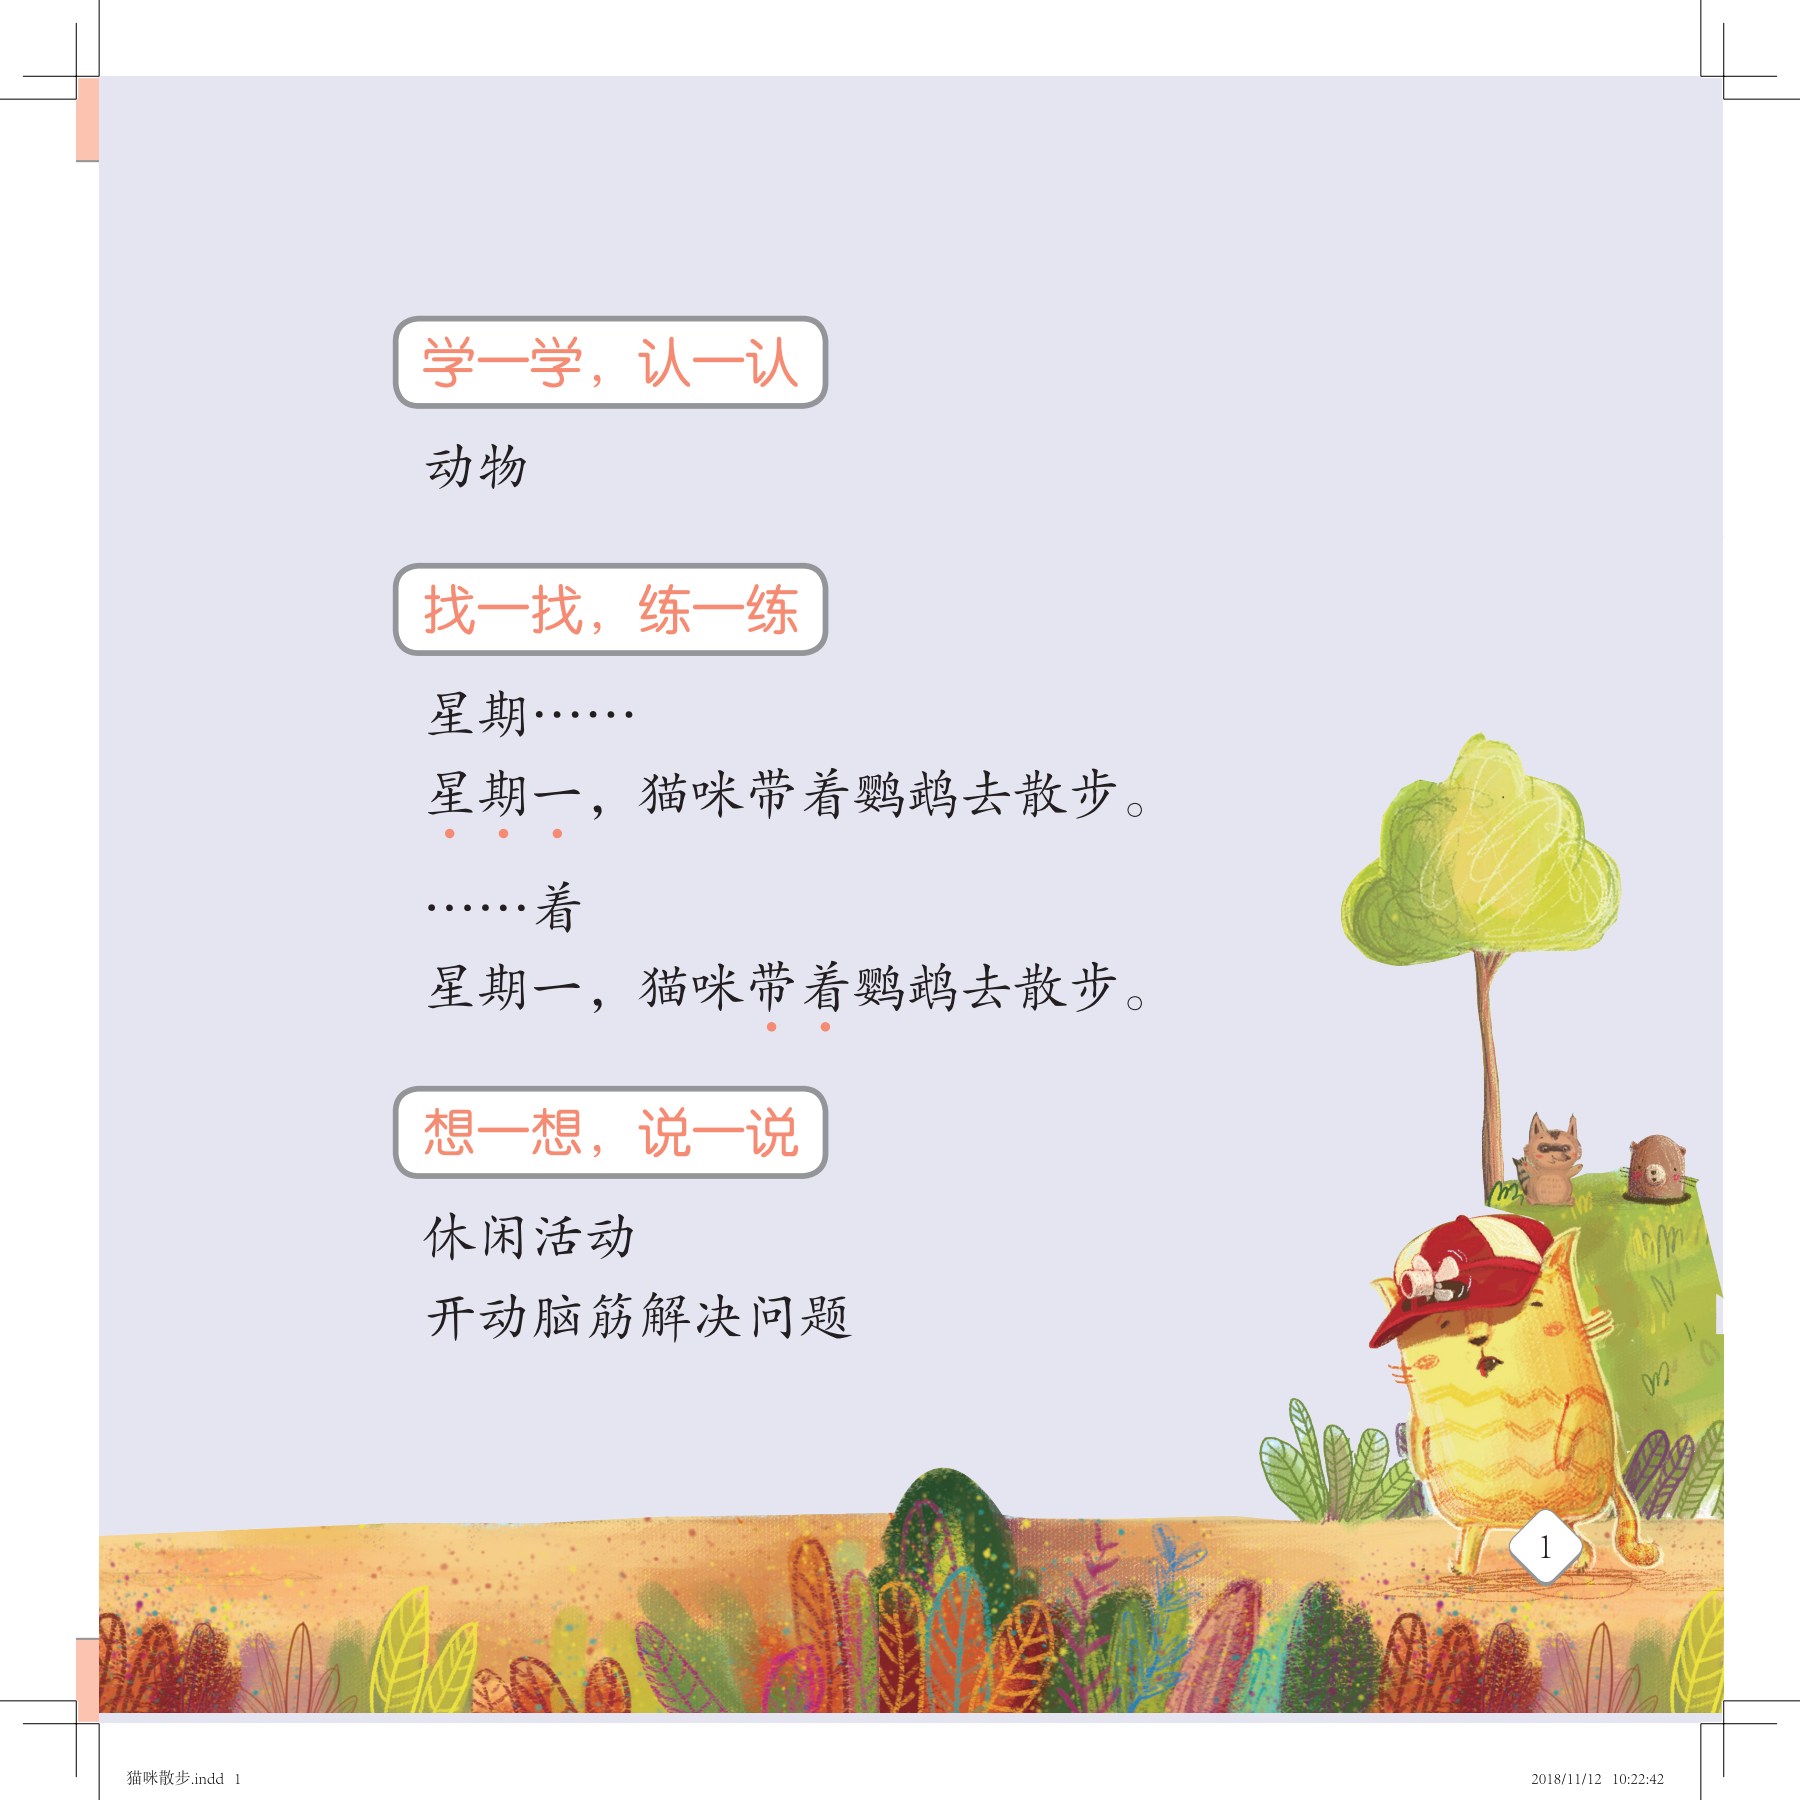 学一学，认一认
动物
找一找，练一练
星期……
星期一，猫咪带着鹦鹉去散步。
……着
星期一，猫咪带着鹦鹉去散步。
想一想，说一说
休闲活动
开动脑筋解决问题
1
猫咪散步.indd 1
2018/11/12 10:22:42